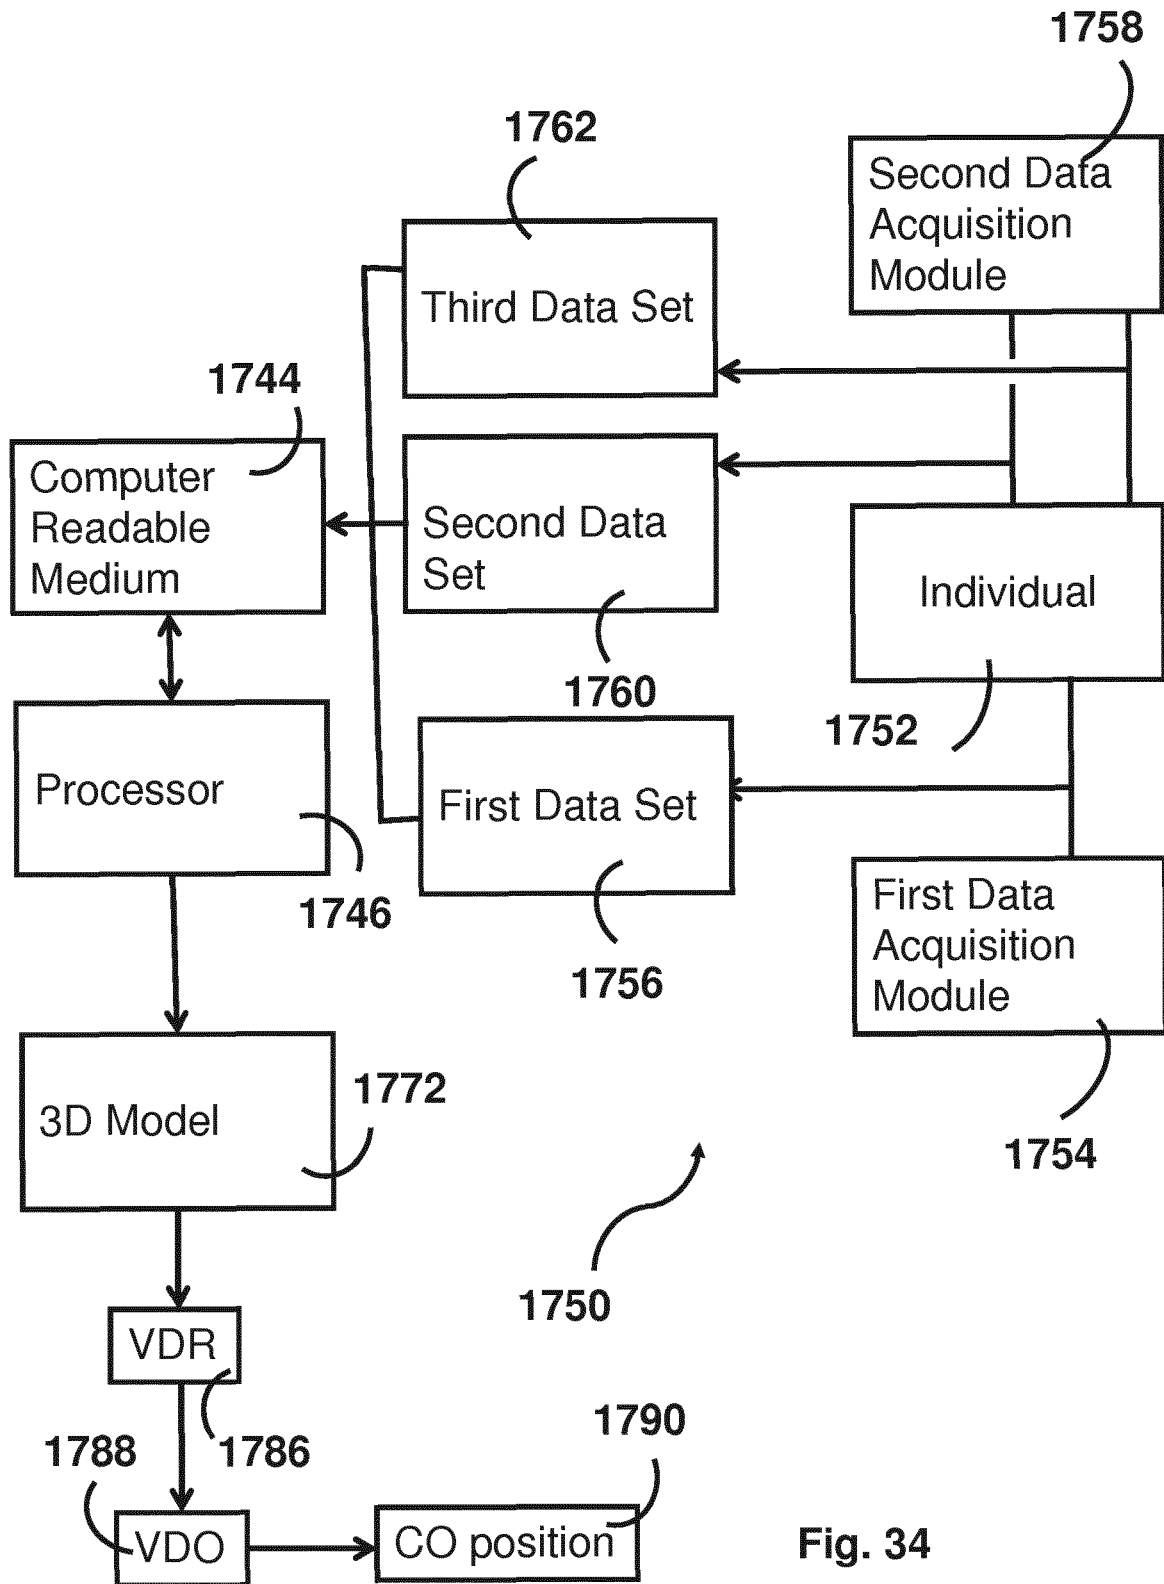 1758
1762
Second Data
Acquisition
Module
Third Data Set
1744
Computer
Readable
Medium
Second Data
Set
Individual
1760
1752
Processor
First Data Set
1746
1756
First Data
Acquisition
Module
3D Model
1772
1754
1750
VDR
1790
1788
1786
VDO
CO position
Fig. 34